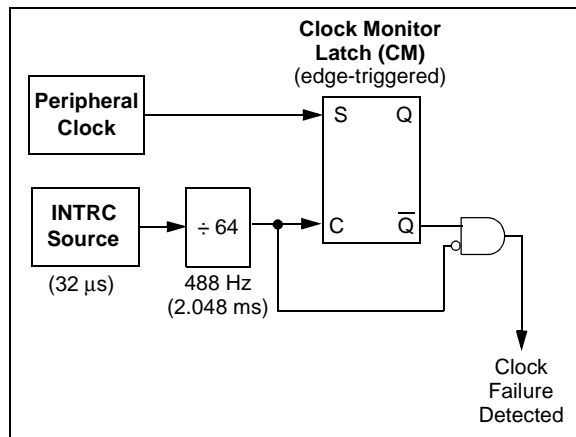 Clock Monitor
Latch (CM)
(edge-triggered)
Peripheral
Clock
S
Q
INTRC
Source
÷ 64
C
Q̅
(32 μs)
488 Hz
(2.048 ms)
Clock
Failure
Detected